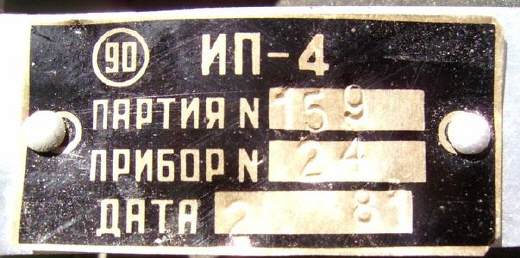 90 ИП-4
ПАРТИЯ N 159
ПРИБОР N 24
ДАТА 2 81